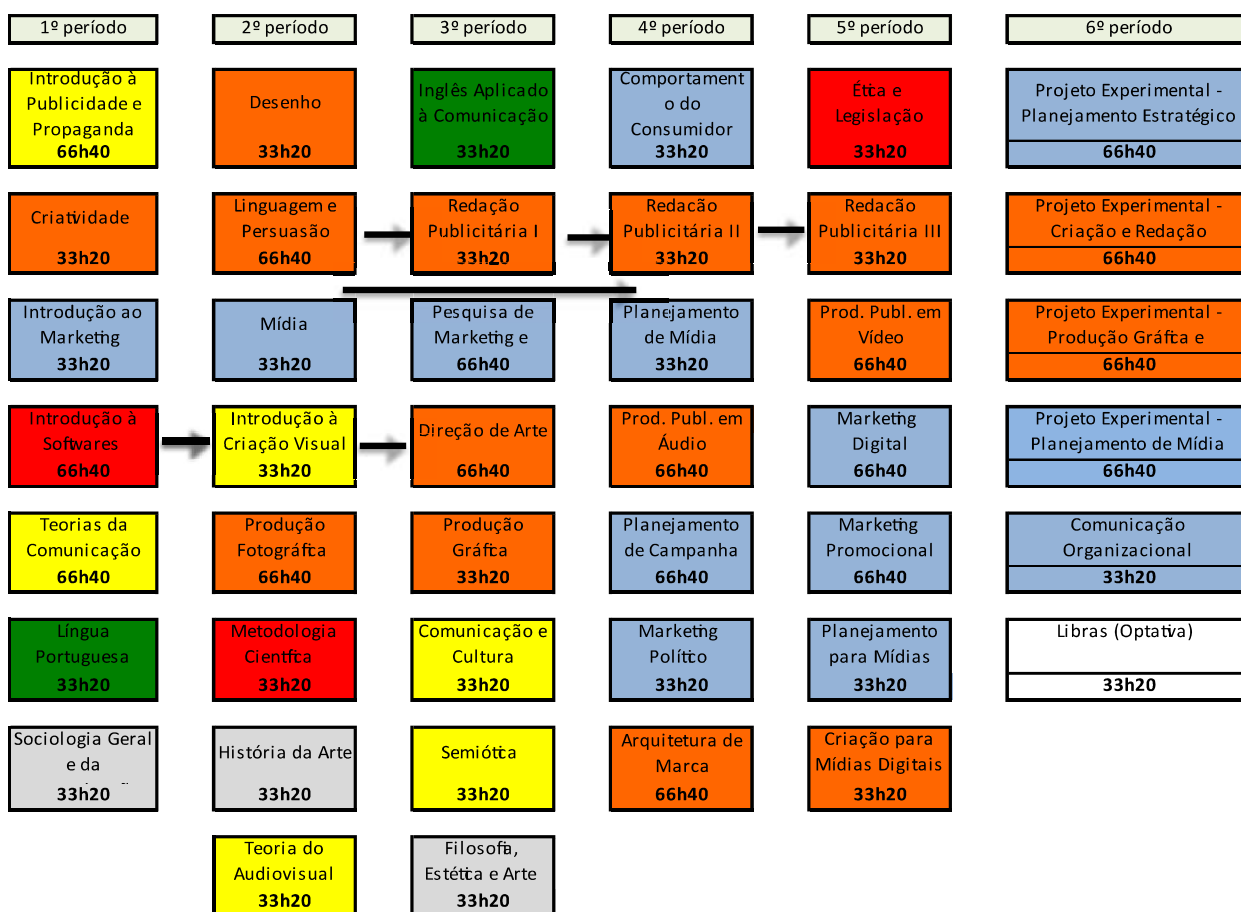 1º período
2º período
3º período
4º período
5º período
6º período
Introdução à
Publicidade e
Propaganda
66h40
Desenho
33h20
Inglês Aplicado
à Comunicação
33h20
Comportament
o do
Consumidor
33h20
Ética e
Legislação
33h20
Projeto Experimental -
Planejamento Estratégico
66h40
Criatividade
33h20
Linguagem e
Persuasão
66h40
Redação
Publicitária I
33h20
Redacão
Publicitária II
33h20
Redacão
Publicitária III
33h20
Projeto Experimental -
Criação e Redação
66h40
Introdução ao
Marketing
33h20
Mídia
33h20
Pesquisa de
Marketing e
66h40
Planejamento
de Mídia
33h20
Prod. Publ. em
Vídeo
66h40
Projeto Experimental -
Produção Gráfica e
66h40
Introdução à
Softwares
66h40
Introdução à
Criação Visual
33h20
Direção de Arte
66h40
Prod. Publ. em
Áudio
66h40
Marketing
Digital
66h40
Projeto Experimental -
Planejamento de Mídia
66h40
Teorias da
Comunicação
66h40
Produção
Fotográfica
66h40
Produção
Gráfica
33h20
Planejamento
de Campanha
66h40
Marketing
Promocional
66h40
Comunicação
Organizacional
33h20
Língua
Portuguesa
33h20
Metodologia
Científca
33h20
Comunicação e
Cultura
33h20
Marketing
Político
33h20
Planejamento
para Mídias
33h20
Libras (Optativa)
33h20
Sociologia Geral
e da
33h20
História da Arte
33h20
Semiótica
33h20
Arquitetura de
Marca
66h40
Criação para
Mídias Digitais
33h20
Teoria do
Audiovisual
33h20
Filosofia,
Estética e Arte
33h20